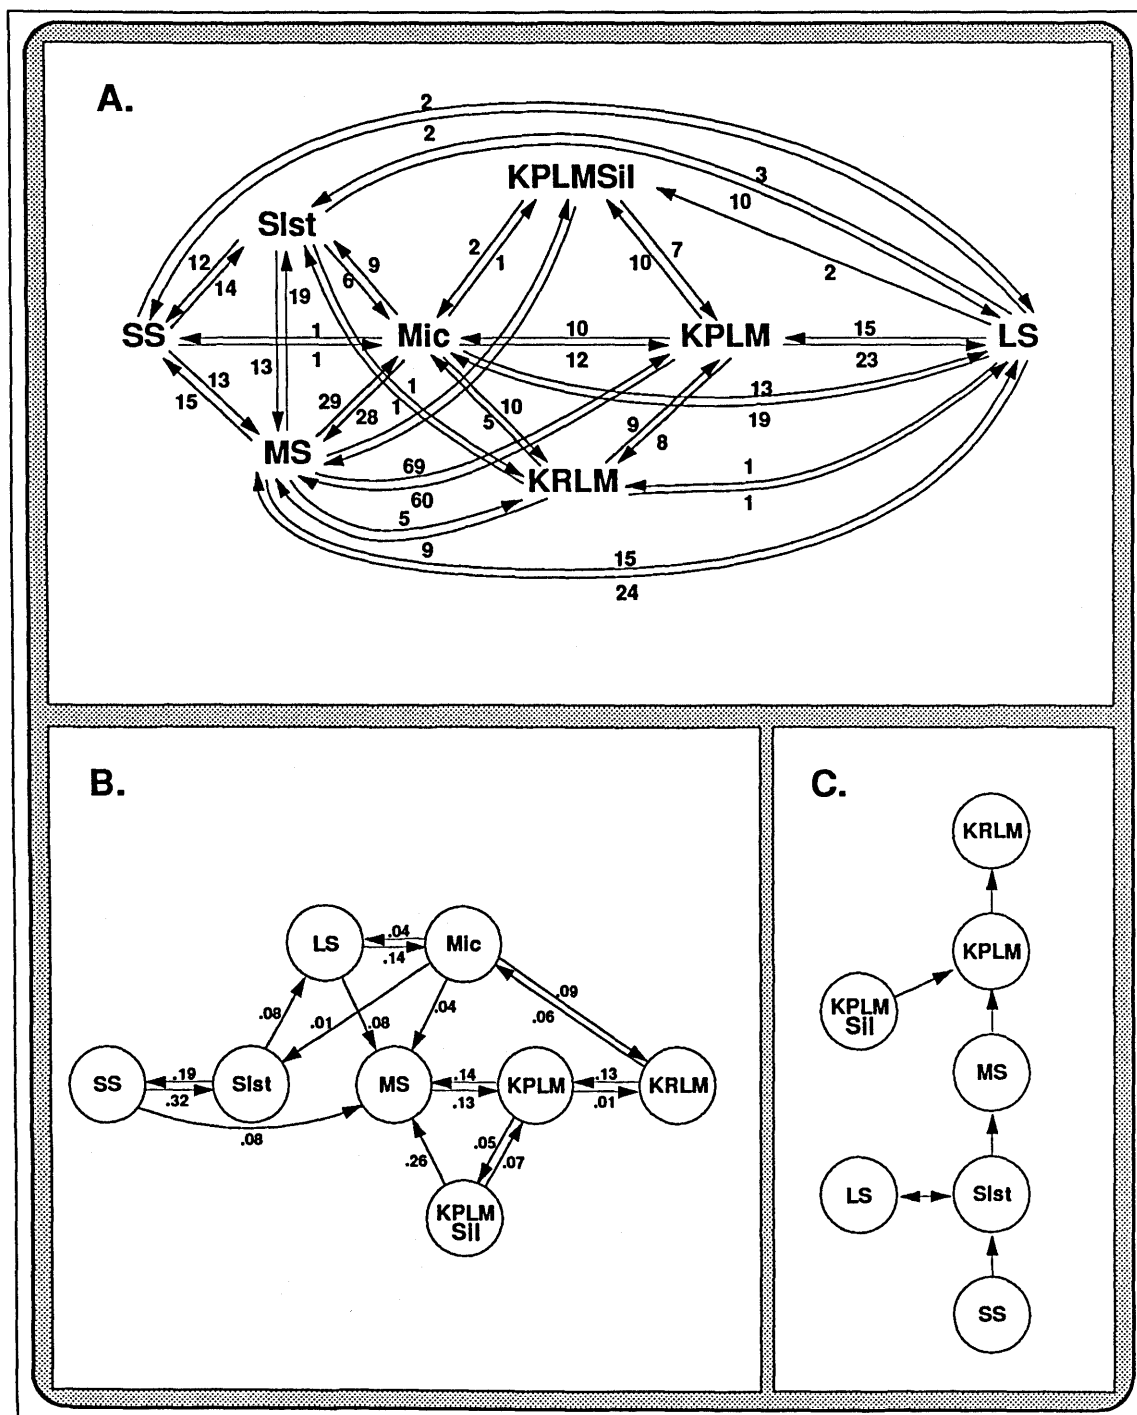 A.
2
2
KPLMSil
3
10
Slst
12
14
9
6
2
1
7
10
2
19
SS
1
1
Mic
10
12
KPLM
15
23
LS
13
15
13
29
28
1
1
10
5
9
8
13
19
MS
69
60
KRLM
1
1
5
9
15
24
B.
LS
.04
.14
Mic
.08
.01
.08
.04
.09
.06
SS
.19
.32
Slst
MS
.14
.13
KPLM
.13
.01
KRLM
.08
.26
.05
.07
KPLM
Sil
C.
KRLM
KPLM
KPLM
Sil
MS
LS
Slst
SS